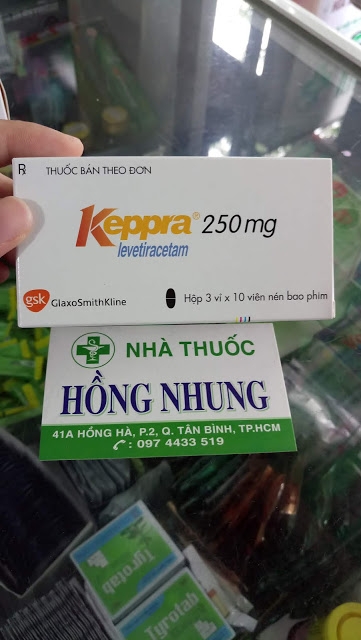 Rx THUỐC BÁN THEO ĐƠN
Keppra® 250 mg
levetiracetam
gsk GlaxoSmithKline
Hộp 3 vỉ x 10 viên nén bao phim
NHÀ THUỐC
HỒNG NHUNG
41A HỒNG HÀ, P.2, Q. TÂN BÌNH, TP.HCM
: 097 4433 519
Tyrotab
Tyrotab